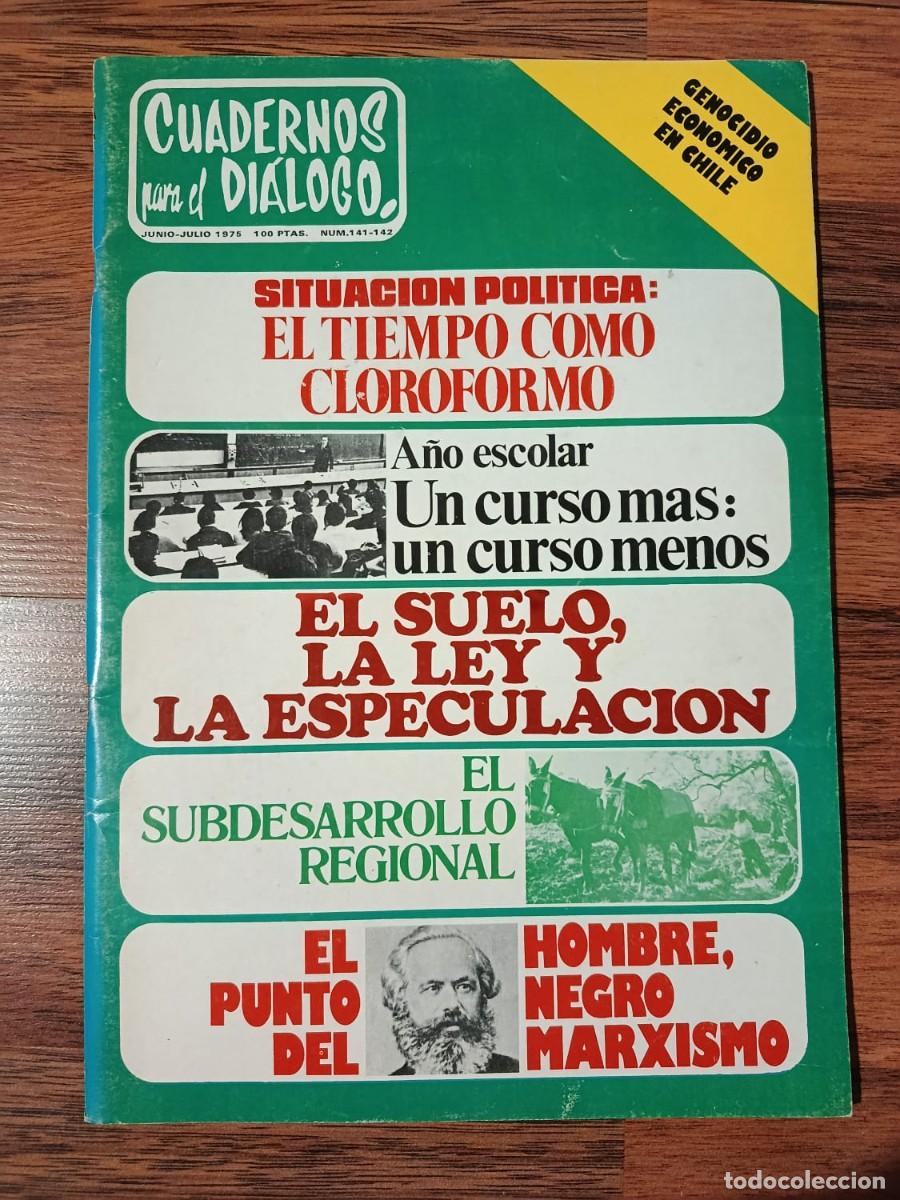 CUADERNOS
para el DIÁLOGO.
JUNIO-JULIO 1975 100 PTAS. NUM.141-142
GENOCIDIO
ECONOMICO
EN CHILE
SITUACION POLITICA:
EL TIEMPO COMO
CLOROFORMO
Año escolar
Un curso mas:
un curso menos
EL SUELO,
LA LEY Y
LA ESPECULACION
EL
SUBDESARROLLO
REGIONAL
EL HOMBRE,
PUNTO NEGRO
DEL MARXISMO
todocoleccion